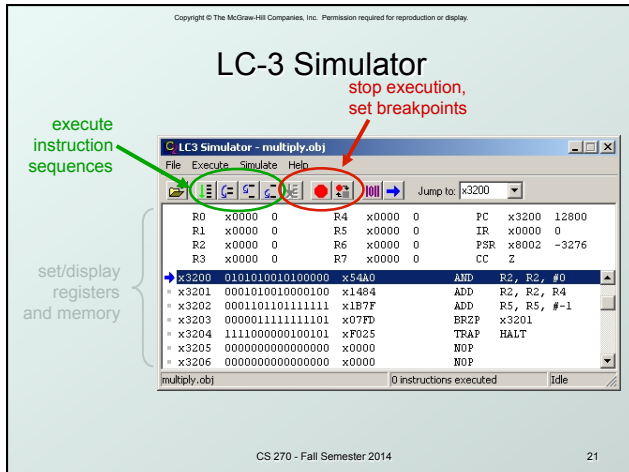 Copyright © The McGraw-Hill Companies, Inc. Permission required for reproduction or display.
LC-3 Simulator
stop execution,
set breakpoints
execute
instruction
sequences
LC3 Simulator - multiply.obj
File Execute Simulate Help
Jump to: x3200
R0 x0000 0 R4 x0000 0 PC x3200 12800
R1 x0000 0 R5 x0000 0 IR x0000 0
R2 x0000 0 R6 x0000 0 PSR x8002 -3276
R3 x0000 0 R7 x0000 0 CC Z
set/display
registers
and memory
x3200 0101010010100000 x54A0 AND R2, R2, #0
x3201 0001010010000100 x1484 ADD R2, R2, R4
x3202 0001101101111111 x1B7F ADD R5, R5, #-1
x3203 0000011111111101 x07FD BRZP x3201
x3204 1111000000100101 xF025 TRAP HALT
x3205 0000000000000000 x0000 NOP
x3206 0000000000000000 x0000 NOP
multiply.obj 0 instructions executed Idle
CS 270 - Fall Semester 2014 21